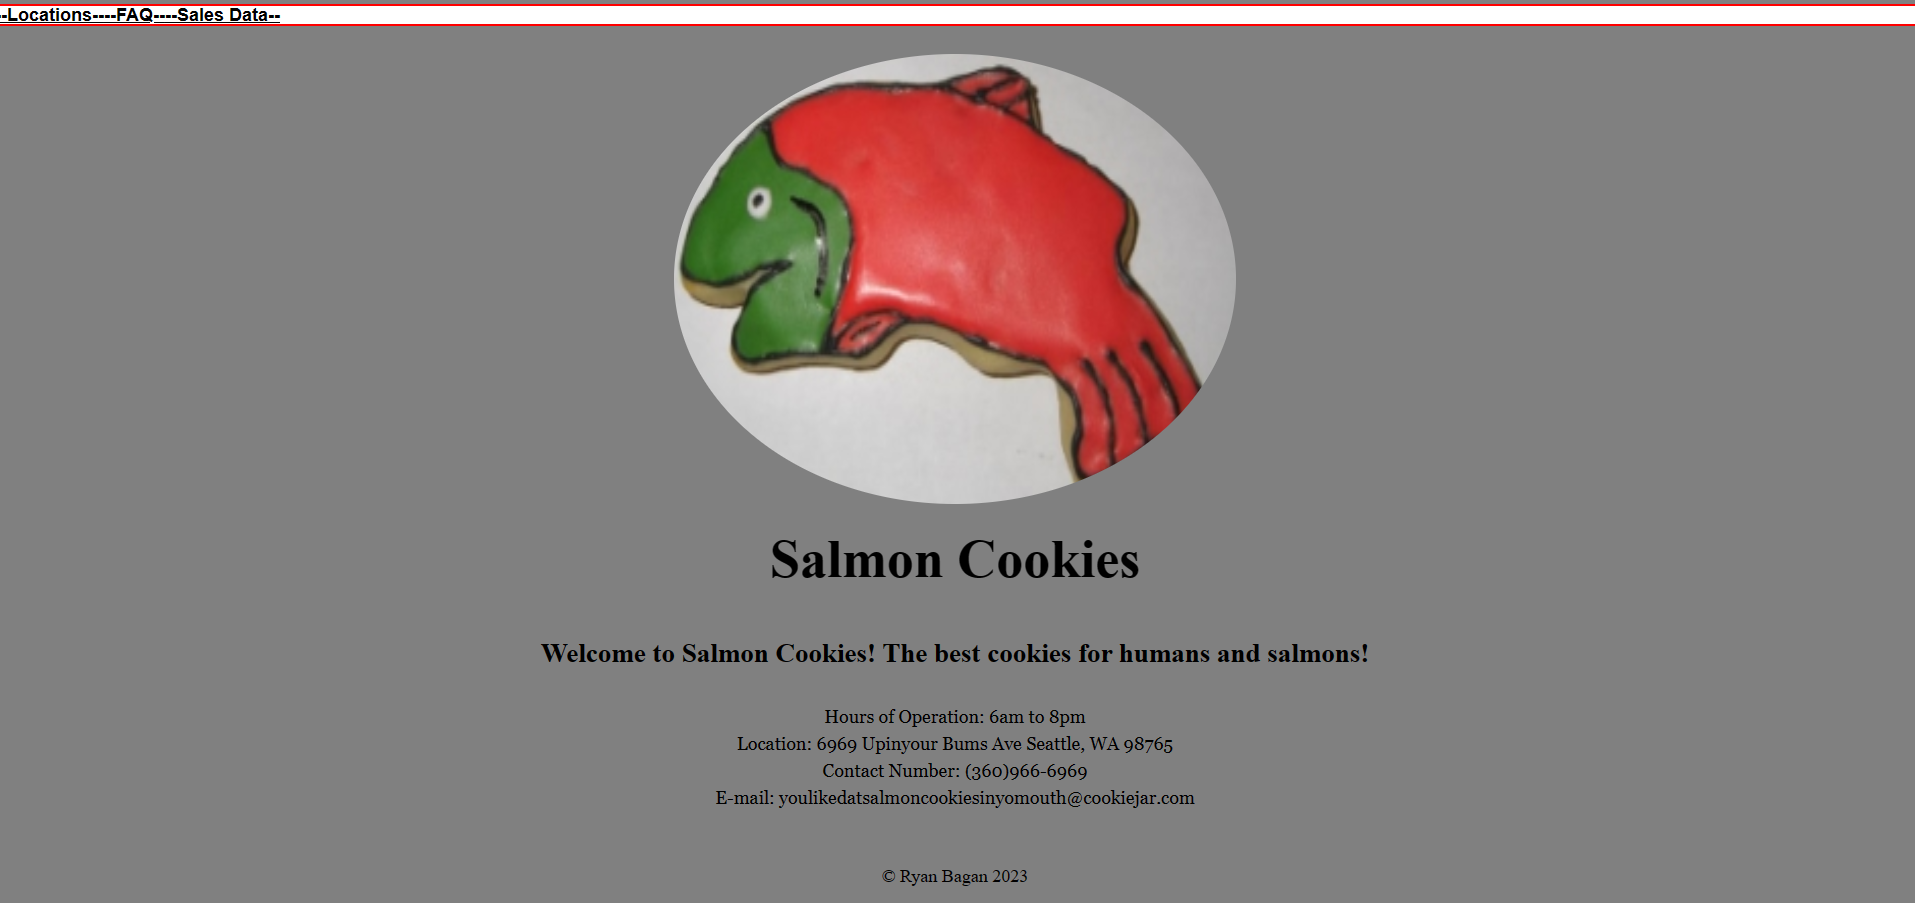 --Locations----FAQ----Sales Data--
Salmon Cookies
Welcome to Salmon Cookies! The best cookies for humans and salmons!
Hours of Operation: 6am to 8pm
Location: 6969 Upinyour Bums Ave Seattle, WA 98765
Contact Number: (360)966-6969
E-mail: youlikedatsalmoncookiesinyomouth@cookiejar.com
© Ryan Bagan 2023